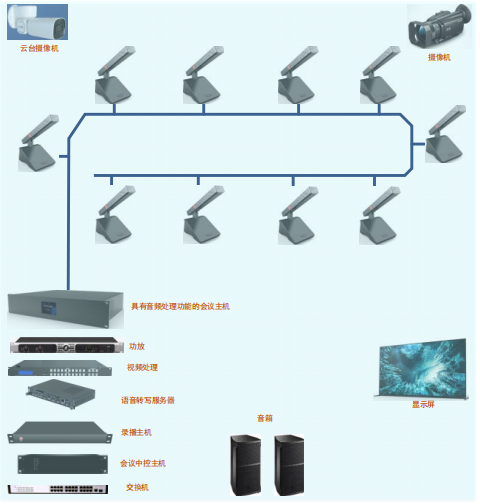 云台摄像机
摄像机
具有音频处理功能的会议主机
功放
视频处理
语音转写服务器
录播主机
会议中控主机
交换机
音箱
显示屏